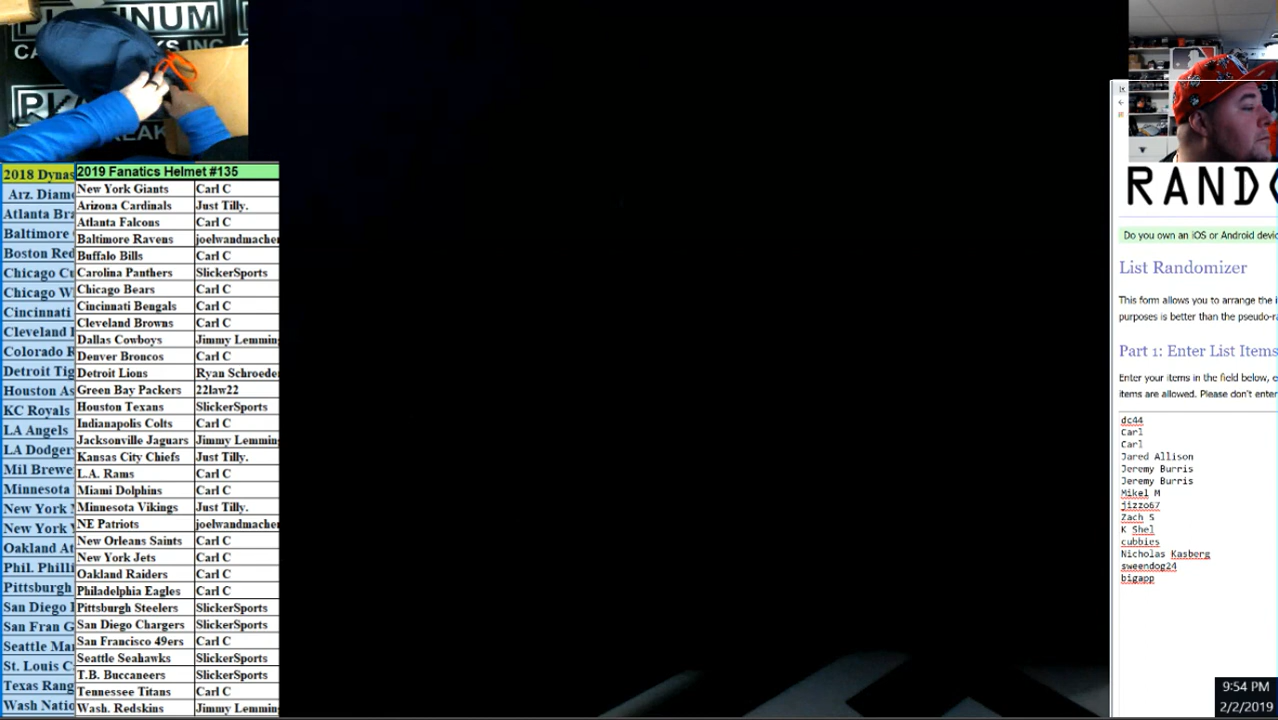 PLATINUM
2018 Dynas
Arz. Diam
Atlanta Bra
Baltimore
Boston Red
Chicago Cu
Chicago W
Cincinnati
Cleveland I
Colorado R
Detroit Tig
Houston As
KC Royals
LA Angels
LA Dodger
Mil Brewe
Minnesota
New York
New York
Oakland At
Phil. Philli
Pittsburgh
San Diego
San Fran G
Seattle Mar
St. Louis C
Texas Rang
Wash Natio
2019 Fanatics Helmet #135
New York Giants Carl C
Arizona Cardinals Just Tilly.
Atlanta Falcons Carl C
Baltimore Ravens joelwandmacher
Buffalo Bills Carl C
Carolina Panthers SlickerSports
Chicago Bears Carl C
Cincinnati Bengals Carl C
Cleveland Browns Carl C
Dallas Cowboys Jimmy Lemmin
Denver Broncos Carl C
Detroit Lions Ryan Schroede
Green Bay Packers 22law22
Houston Texans SlickerSports
Indianapolis Colts Carl C
Jacksonville Jaguars Jimmy Lemmin
Kansas City Chiefs Just Tilly.
L.A. Rams Carl C
Miami Dolphins Carl C
Minnesota Vikings Just Tilly.
NE Patriots joelwandmacher
New Orleans Saints Carl C
New York Jets Carl C
Oakland Raiders Carl C
Philadelphia Eagles Carl C
Pittsburgh Steelers SlickerSports
San Diego Chargers SlickerSports
San Francisco 49ers Carl C
Seattle Seahawks SlickerSports
T.B. Buccaneers SlickerSports
Tennessee Titans Carl C
Wash. Redskins Jimmy Lemmin
RANDO
Do you own an iOS or Android devic
List Randomizer
This form allows you to arrange the i
purposes is better than the pseudo-ra
Part 1: Enter List Items
Enter your items in the field below, e
items are allowed. Please don't enter
dc44
Carl
Carl
Jared Allison
Jeremy Burris
Jeremy Burris
Mikel M
jizzo67
Zach S
K Shel
cubbies
Nicholas Kasberg
sweendog24
bigapp
9:54 PM
2/2/2019